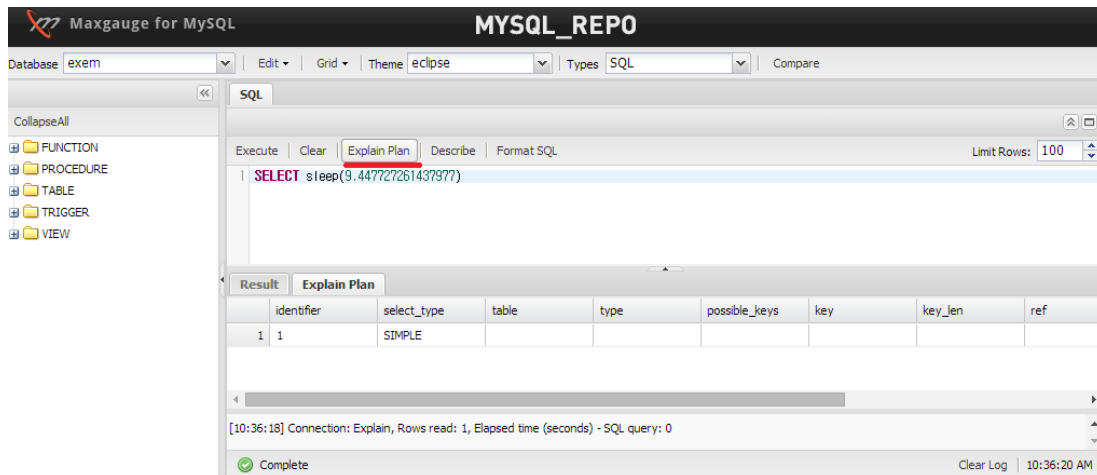 Maxgauge for MySQL MYSQL_REPO
Database exem Edit Grid Theme eclipse Types SQL Compare
SQL
CollapseAll
FUNCTION
PROCEDURE
TABLE
TRIGGER
VIEW
Execute Clear Explain Plan Describe Format SQL Limit Rows: 100
1 SELECT sleep(9.447727261437977)
Result Explain Plan
identifier select_type table type possible_keys key key_len ref
1 1 SIMPLE
[10:36:18] Connection: Explain, Rows read: 1, Elapsed time (seconds) - SQL query: 0
Complete Clear Log 10:36:20 AM